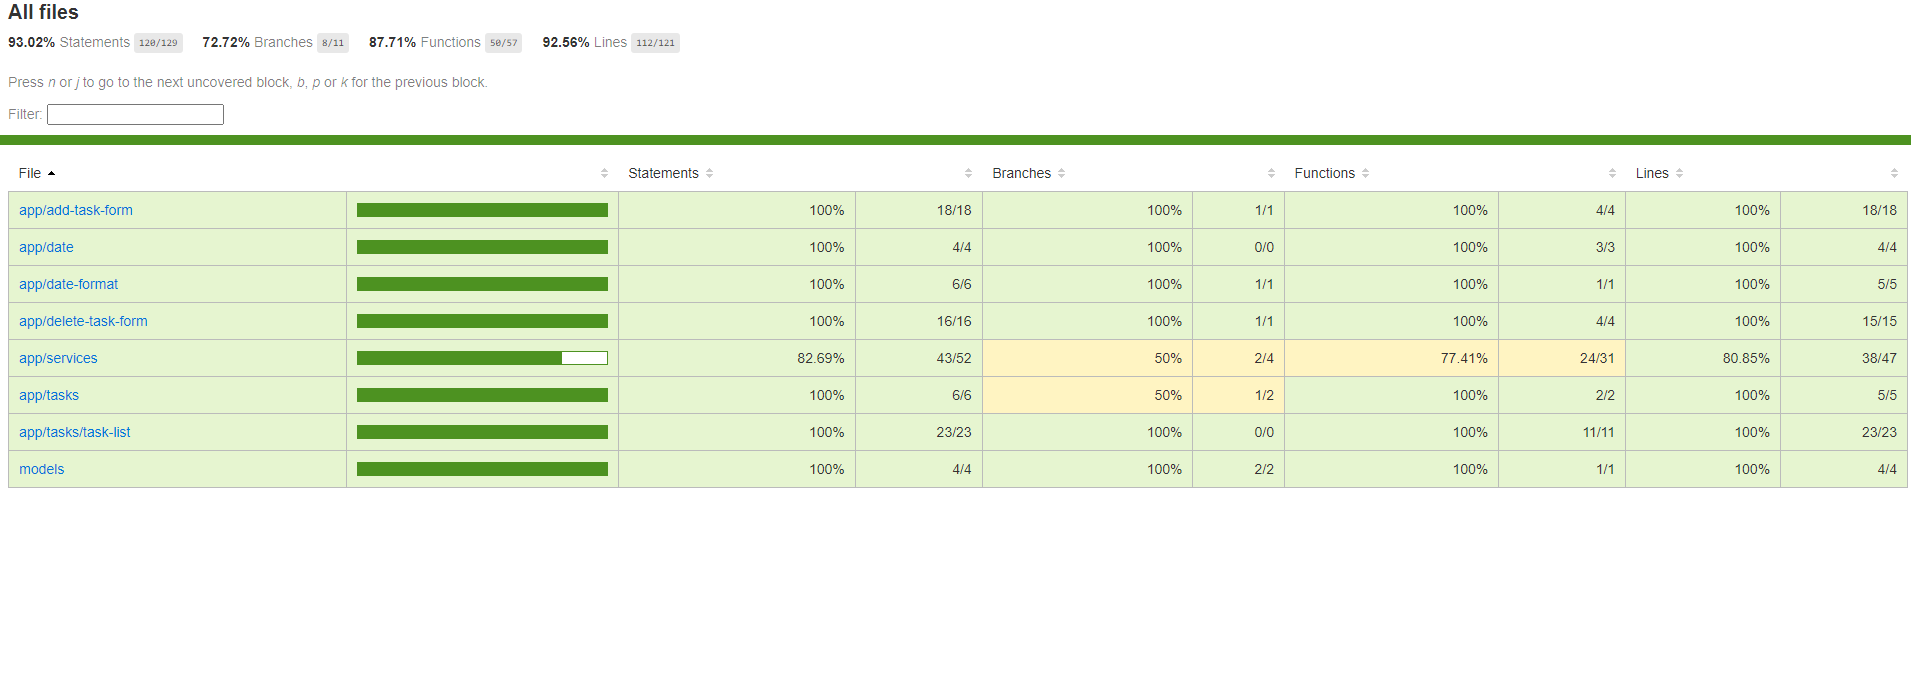 All files
93.02% Statements 120/129 72.72% Branches 8/11 87.71% Functions 50/57 92.56% Lines 112/121
Press n or j to go to the next uncovered block, b, p or k for the previous block.
Filter:
File Statements Branches Functions Lines
app/add-task-form 100% 18/18 100% 1/1 100% 4/4 100% 18/18
app/date 100% 4/4 100% 0/0 100% 3/3 100% 4/4
app/date-format 100% 6/6 100% 1/1 100% 1/1 100% 5/5
app/delete-task-form 100% 16/16 100% 1/1 100% 4/4 100% 15/15
app/services 82.69% 43/52 50% 2/4 77.41% 24/31 80.85% 38/47
app/tasks 100% 6/6 50% 1/2 100% 2/2 100% 5/5
app/tasks/task-list 100% 23/23 100% 0/0 100% 11/11 100% 23/23
models 100% 4/4 100% 2/2 100% 1/1 100% 4/4